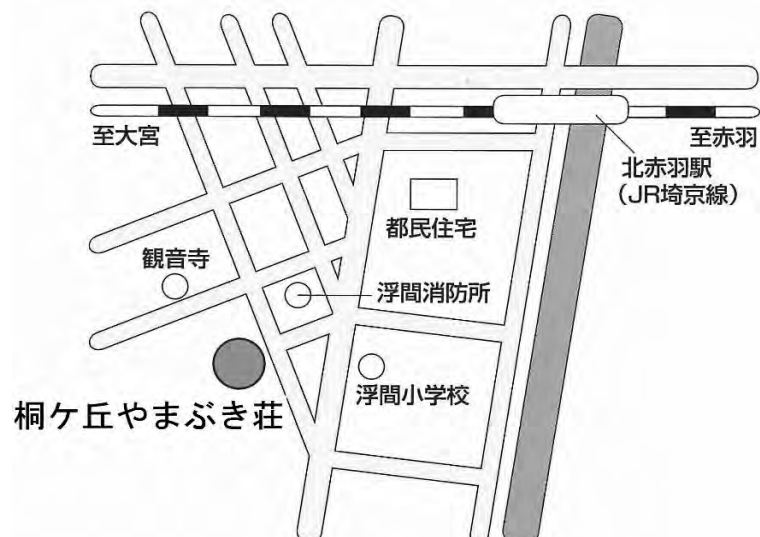 至大宮
至赤羽
北赤羽駅
(JR埼京線)
都民住宅
観音寺
浮間消防所
浮間小学校
桐ケ丘やまぶき荘